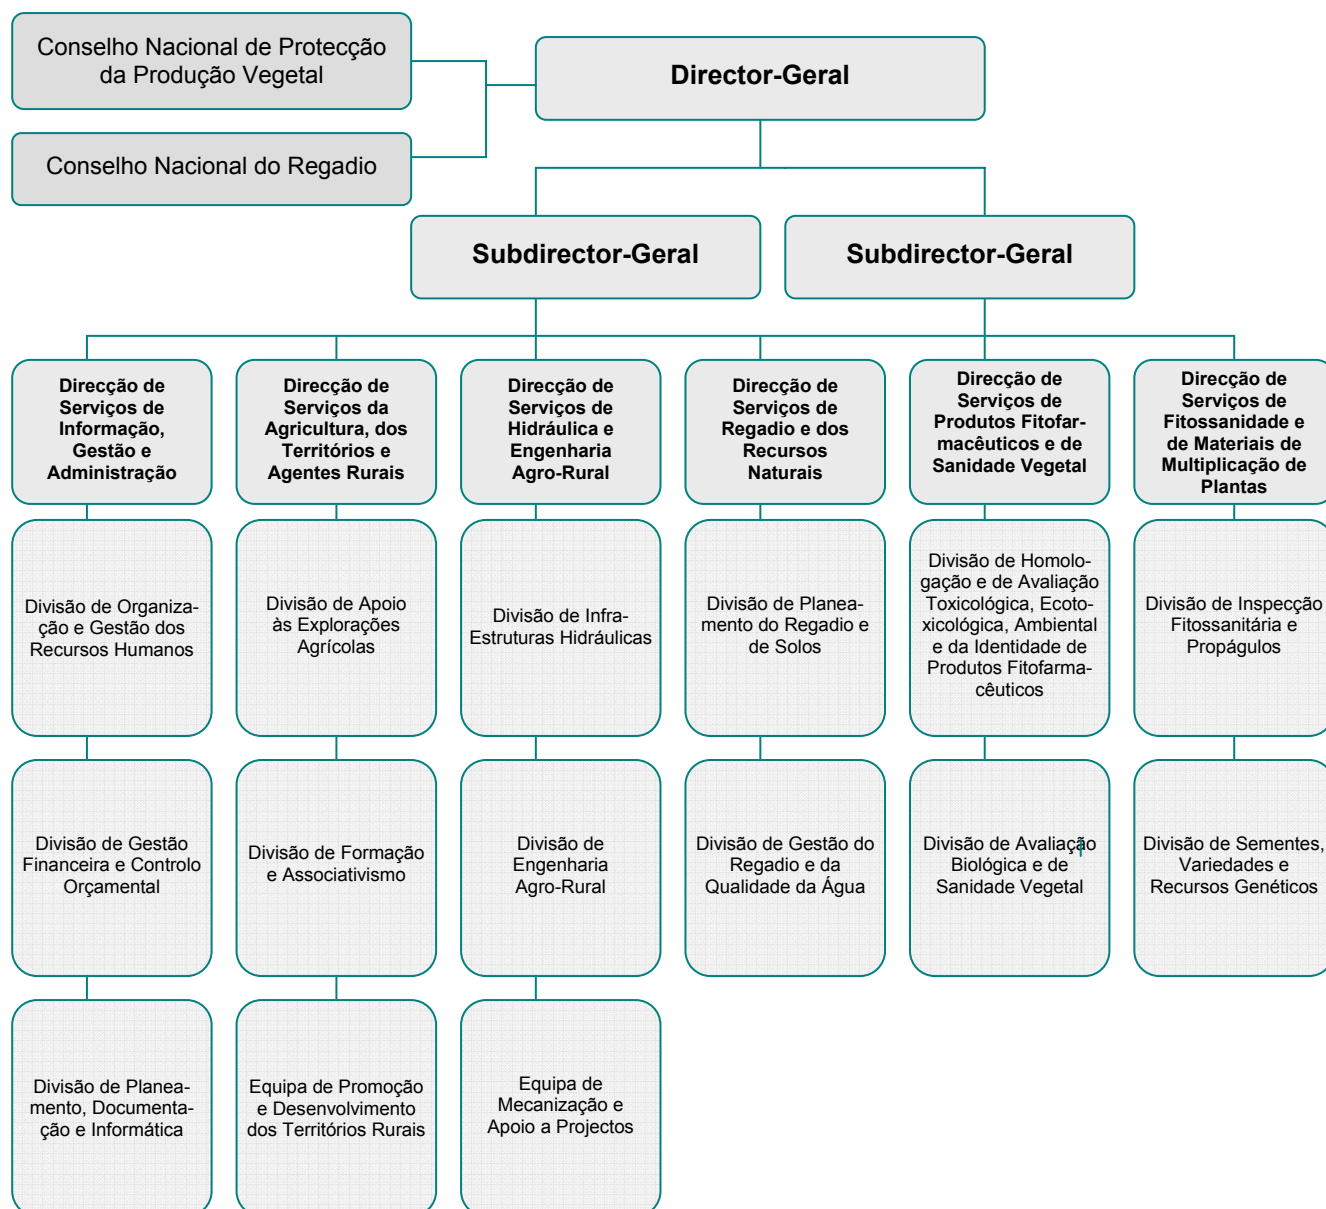 Conselho Nacional de Protecção
da Produção Vegetal
Director-Geral
Conselho Nacional do Regadio
Subdirector-Geral
Subdirector-Geral
Direcção de
Serviços de
Informação,
Gestão e
Administração
Direcção de
Serviços da
Agricultura, dos
Territórios e
Agentes Rurais
Direcção de
Serviços de
Hidráulica e
Engenharia
Agro-Rural
Direcção de
Serviços de
Regadio e dos
Recursos
Naturais
Direcção de
Serviços de
Produtos Fitofar-
macêuticos e de
Sanidade Vegetal
Direcção de
Serviços de
Fitossanidade e
de Materiais de
Multiplicação de
Plantas
Divisão de Organiza-
ção e Gestão dos
Recursos Humanos
Divisão de Apoio
às Explorações
Agrícolas
Divisão de Infra-
Estruturas Hidráulicas
Divisão de Planea-
mento do Regadio e
de Solos
Divisão de Homolo-
gação e de Avaliação
Toxicológica, Ecoto-
xicológica, Ambiental
e da Identidade de
Produtos Fitofarma-
cêuticos
Divisão de Inspecção
Fitossanitária e
Propágulos
Divisão de Gestão
Financeira e Controlo
Orçamental
Divisão de Formação
e Associativismo
Divisão de
Engenharia
Agro-Rural
Divisão de Gestão do
Regadio e da
Qualidade da Água
Divisão de Avaliação
Biológica e de
Sanidade Vegetal
Divisão de Sementes,
Variedades e
Recursos Genéticos
Divisão de Planea-
mento, Documenta-
ção e Informática
Equipa de Promoção
e Desenvolvimento
dos Territórios Rurais
Equipa de
Mecanização e
Apoio a Projectos